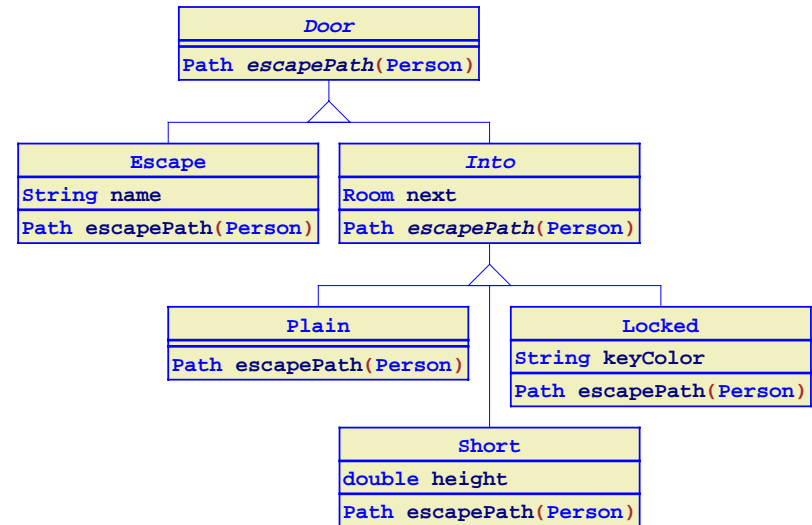 Door
Path escapePath(Person)
Escape
String name
Path escapePath(Person)
Into
Room next
Path escapePath(Person)
Plain
Path escapePath(Person)
Locked
String keyColor
Path escapePath(Person)
Short
double height
Path escapePath(Person)